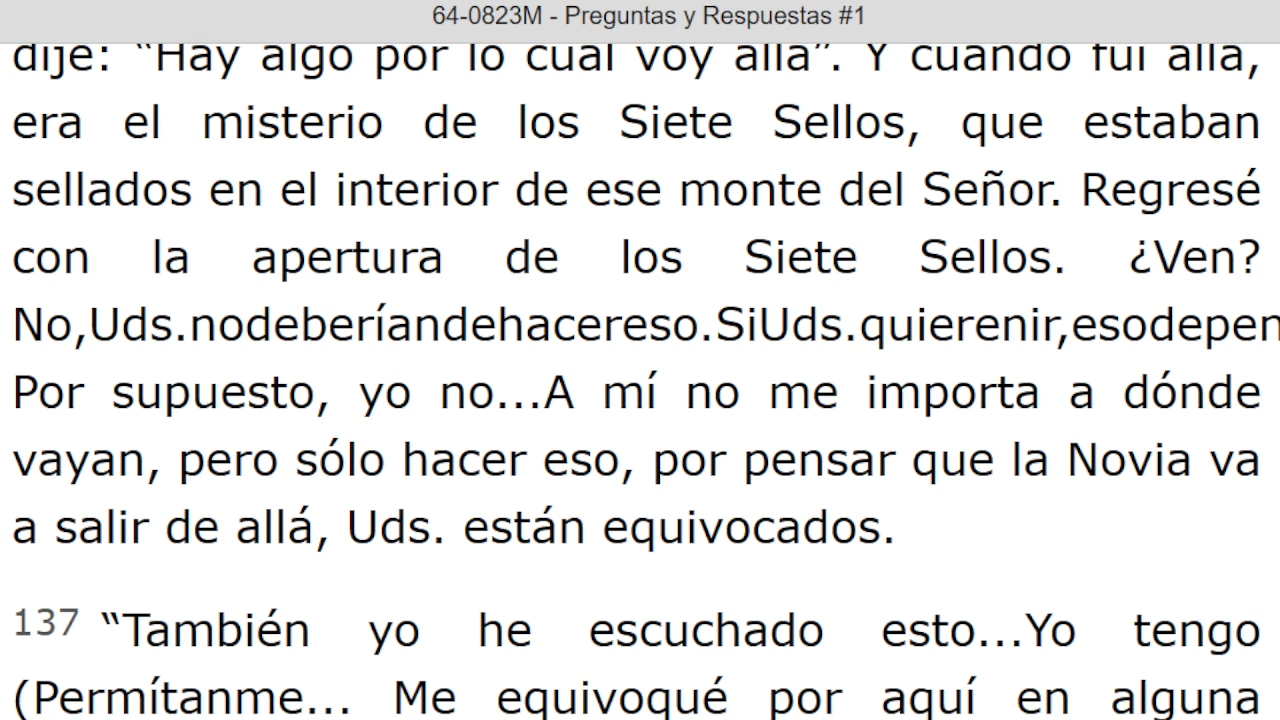 64-0823M - Preguntas y Respuestas #1
dije: “Hay algo por lo cual voy allá”. Y cuando fui allá,
era el misterio de los Siete Sellos, que estaban
sellados en el interior de ese monte del Señor. Regresé
con la apertura de los Siete Sellos. ¿Ven?
No,Uds.nodeberíandehacereso.SiUds.quierenir,esodepen
Por supuesto, yo no...A mí no me importa a dónde
vayan, pero sólo hacer eso, por pensar que la Novia va
a salir de allá, Uds. están equivocados.
137 “También yo he escuchado esto...Yo tengo
(Permítanme... Me equivoqué por aquí en alguna